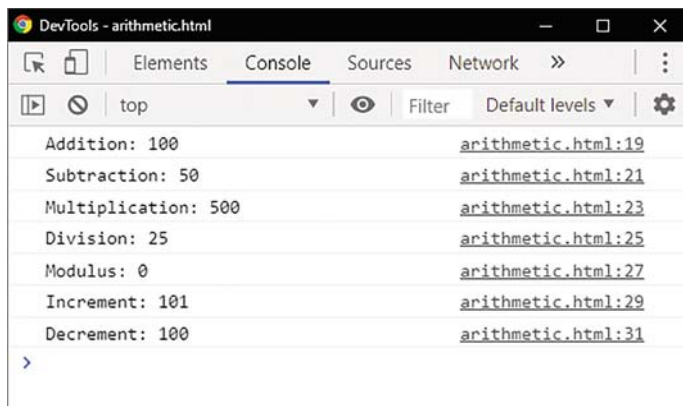 DevTools - arithmetic.html
Elements Console Sources Network »
top Filter Default levels
Addition: 100 arithmetic.html:19
Subtraction: 50 arithmetic.html:21
Multiplication: 500 arithmetic.html:23
Division: 25 arithmetic.html:25
Modulus: 0 arithmetic.html:27
Increment: 101 arithmetic.html:29
Decrement: 100 arithmetic.html:31
>